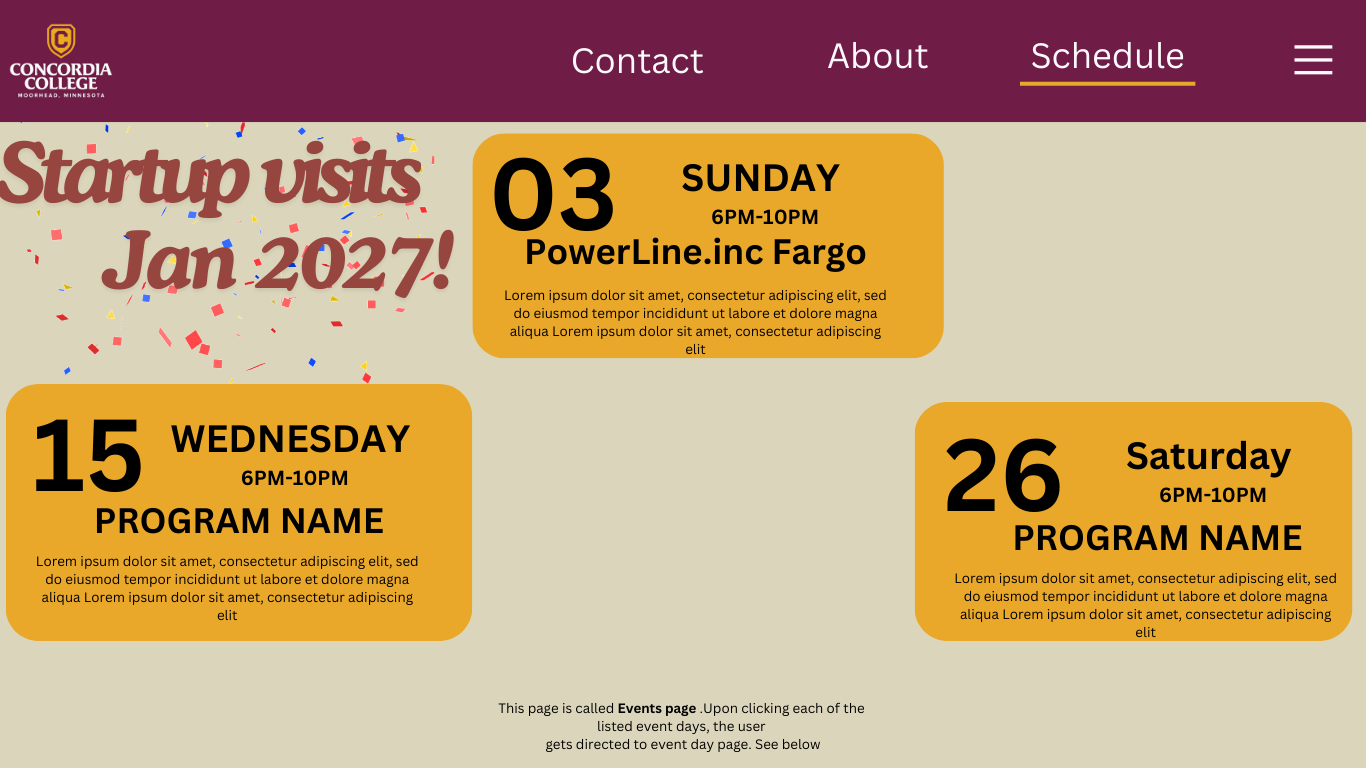 CONCORDIA
COLLEGE
MOORHEAD, MINNESOTA
Contact
About
Schedule
Startup visits
Jan 2027!
03
SUNDAY
6PM-10PM
PowerLine.inc Fargo
Lorem ipsum dolor sit amet, consectetur adipiscing elit, sed
do eiusmod tempor incididunt ut labore et dolore magna
aliqua Lorem ipsum dolor sit amet, consectetur adipiscing
elit
15
WEDNESDAY
6PM-10PM
PROGRAM NAME
Lorem ipsum dolor sit amet, consectetur adipiscing elit, sed
do eiusmod tempor incididunt ut labore et dolore magna
aliqua Lorem ipsum dolor sit amet, consectetur adipiscing
elit
26
Saturday
6PM-10PM
PROGRAM NAME
Lorem ipsum dolor sit amet, consectetur adipiscing elit, sed
do eiusmod tempor incididunt ut labore et dolore magna
aliqua Lorem ipsum dolor sit amet, consectetur adipiscing
elit
This page is called Events page .Upon clicking each of the
listed event days, the user
gets directed to event day page. See below